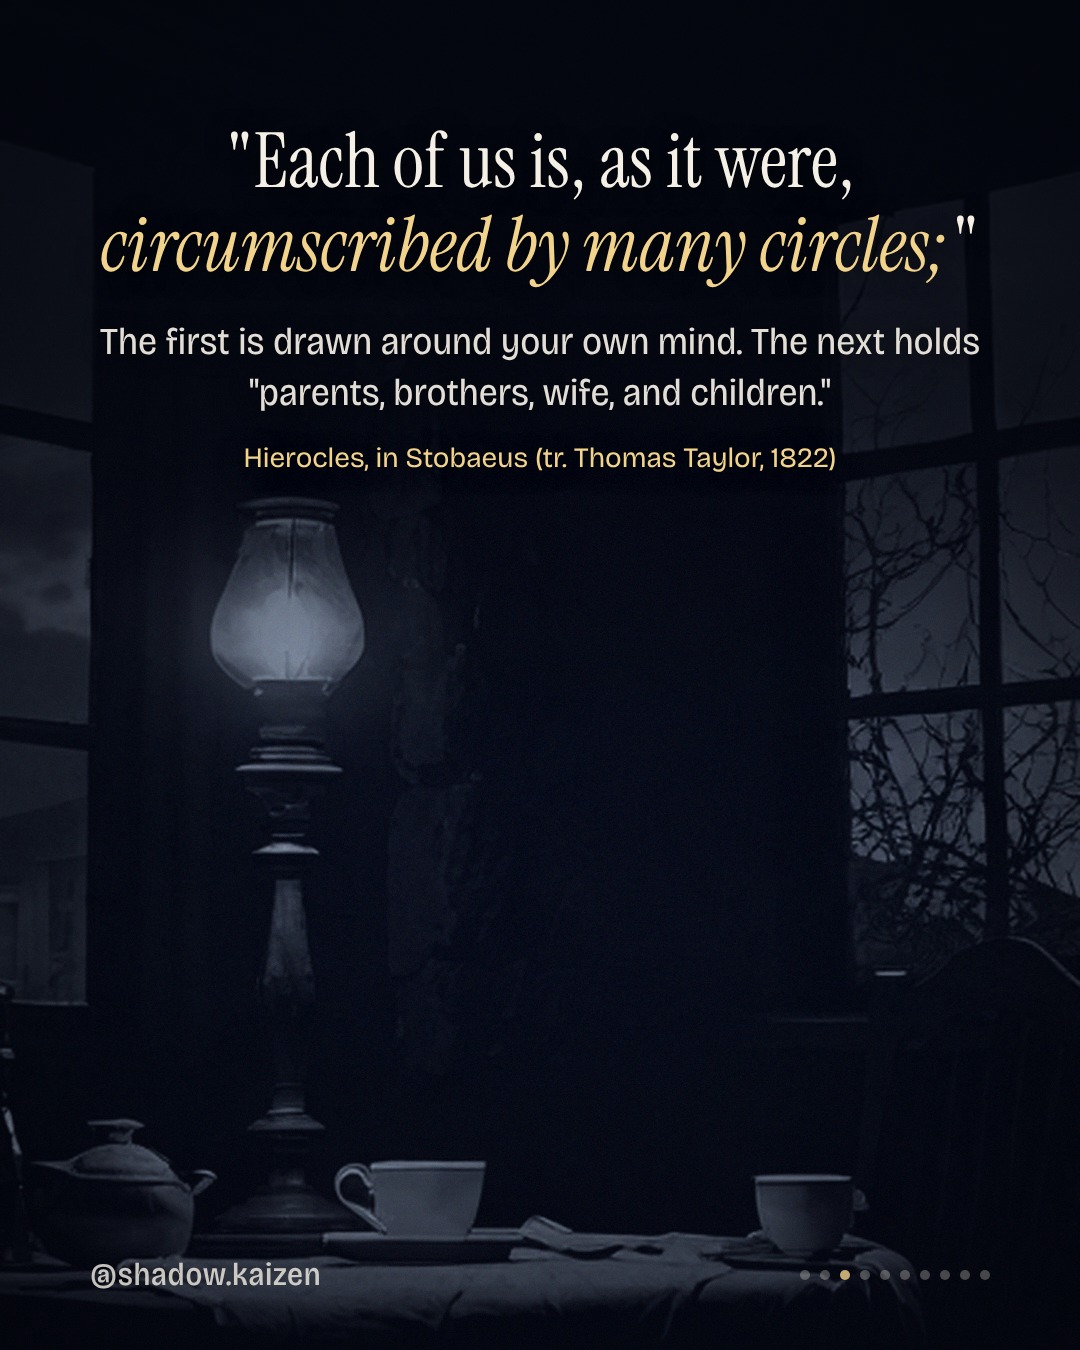 "Each of us is, as it were,
circumscribed by many circles;"
The first is drawn around your own mind. The next holds
"parents, brothers, wife, and children."
Hierocles, in Stobaeus (tr. Thomas Taylor, 1822)
@shadow.kaizen